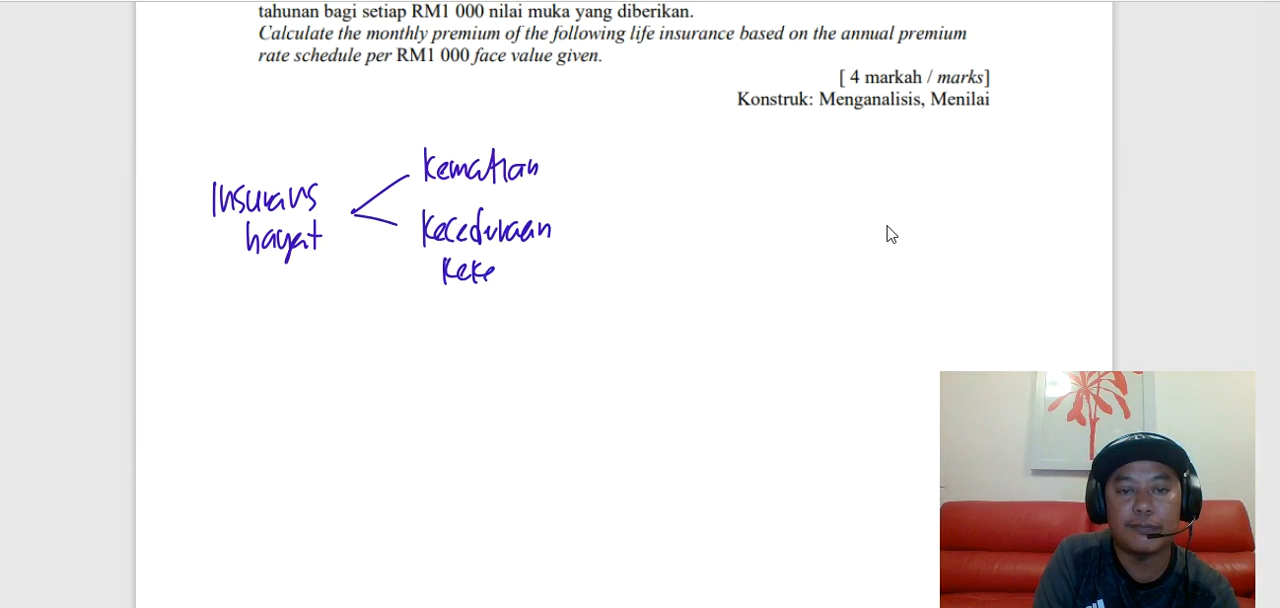 tahunan bagi setiap RM1 000 nilai muka yang diberikan.
Calculate the monthly premium of the following life insurance based on the annual premium
rate schedule per RM1 000 face value given.
[ 4 markah / marks]
Konstruk: Menganalisis, Menilai
Kematian
Insurans
hayat
Kecederaan
keke